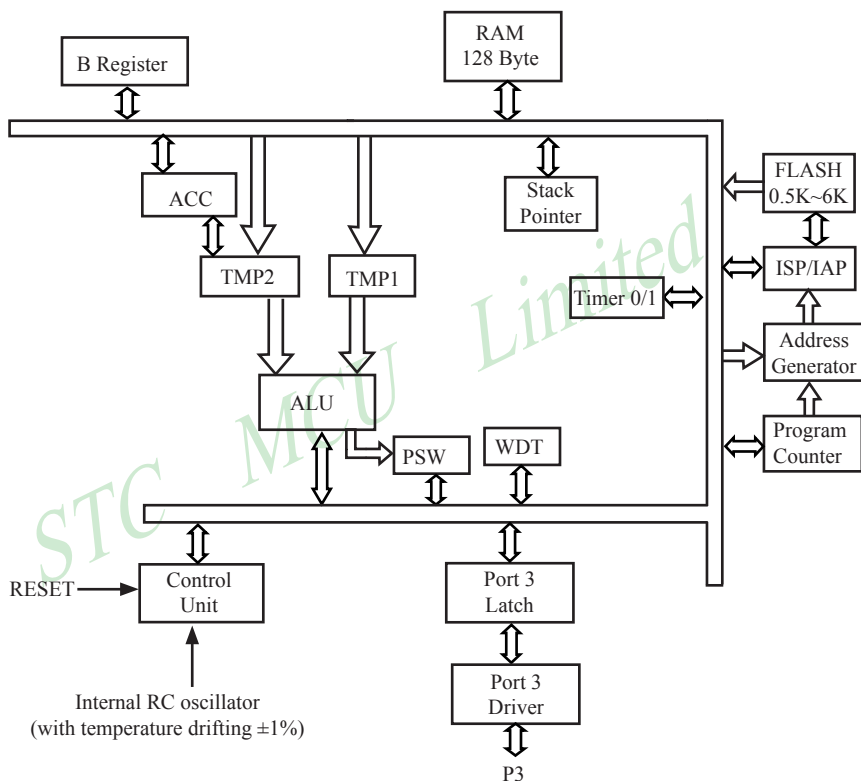 RAM
128 Byte
B Register
FLASH
0.5K~6K
ACC
Stack
Pointer
TMP2
TMP1
ISP/IAP
Timer 0/1
Address
Generator
ALU
PSW
WDT
Program
Counter
STC MCU Limited
RESET
Control
Unit
Port 3
Latch
Internal RC oscillator
(with temperature drifting ±1%)
Port 3
Driver
P3